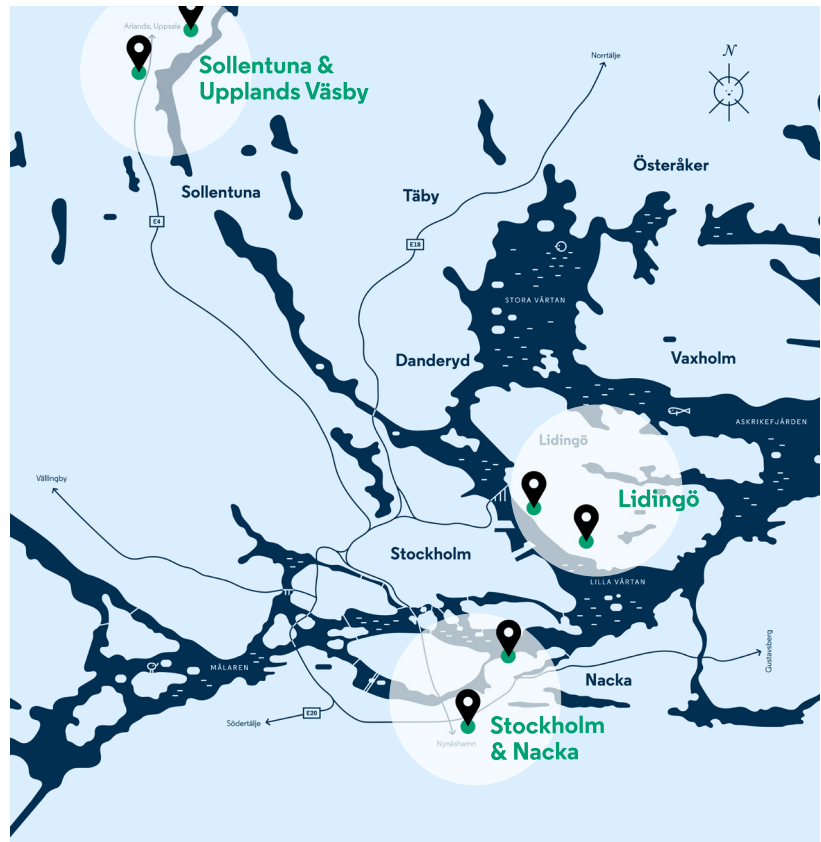 Arlanda, Uppsala
Sollentuna &
Upplands Väsby
Norrtälje
N
Österåker
Sollentuna
Täby
E4
E18
STORA VÄRTAN
Danderyd
Vaxholm
ASKRIKEFJÄRDEN
Lidingö
Vällingby
Lidingö
Stockholm
LILLA VÄRTAN
Gustavsberg
MÄLAREN
Nacka
E20
Södertälje
Stockholm
& Nacka
Nynäshamn